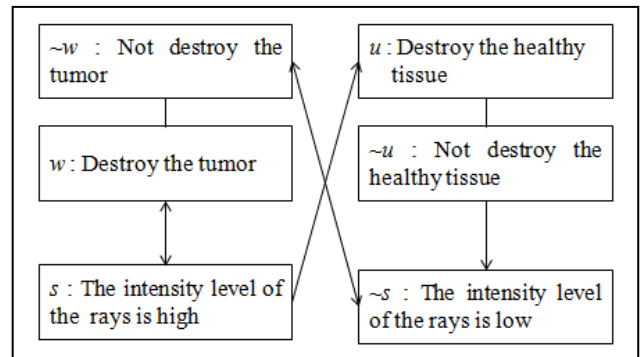 ~w : Not destroy the
tumor
w : Destroy the tumor
s : The intensity level of
the rays is high
u : Destroy the healthy
tissue
~u : Not destroy the
healthy tissue
~s : The intensity level
of the rays is low